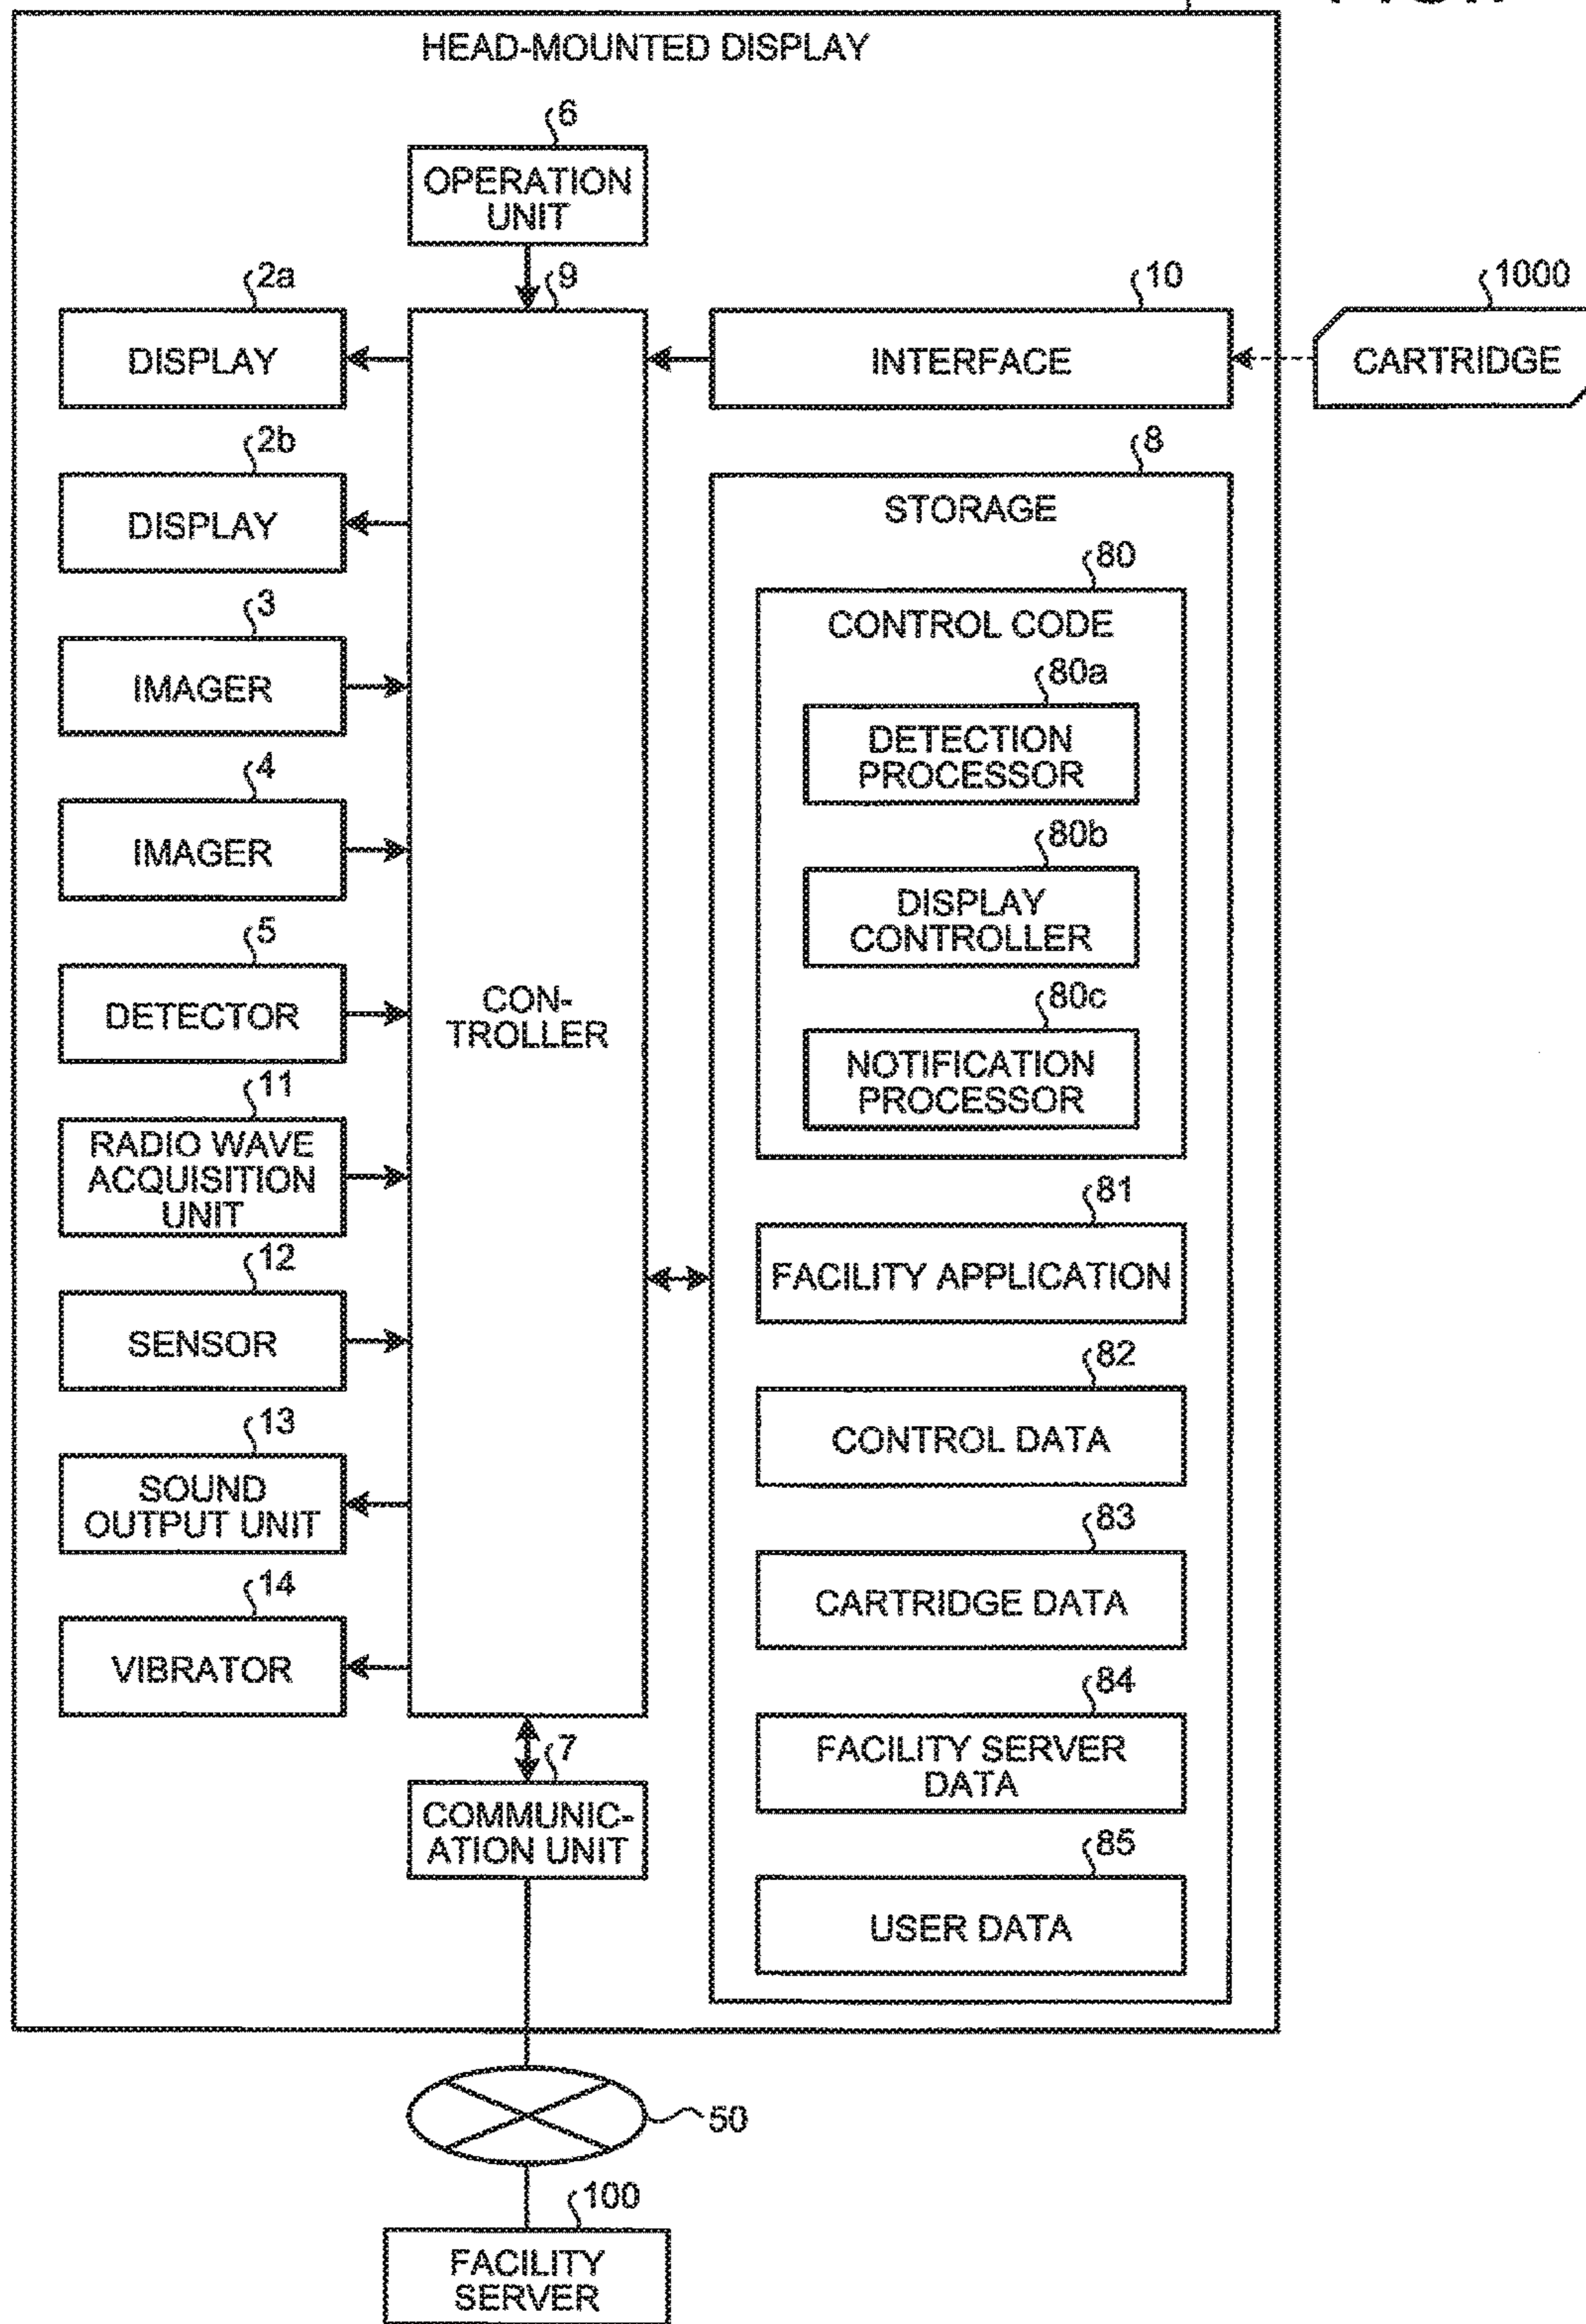 HEAD-MOUNTED DISPLAY
6
OPERATION
UNIT
2a
9
10
1000
DISPLAY
INTERFACE
CARTRIDGE
2b
8
DISPLAY
STORAGE
80
3
CONTROL CODE
IMAGER
80a
DETECTION
PROCESSOR
4
IMAGER
80b
DISPLAY
CONTROLLER
5
DETECTOR
CON-
TROLLER
80c
NOTIFICATION
PROCESSOR
11
RADIO WAVE
ACQUISITION
UNIT
81
FACILITY APPLICATION
12
SENSOR
82
CONTROL DATA
13
SOUND
OUTPUT UNIT
83
CARTRIDGE DATA
14
VIBRATOR
84
FACILITY SERVER
DATA
7
COMMUNIC-
ATION UNIT
85
USER DATA
50
100
FACILITY
SERVER